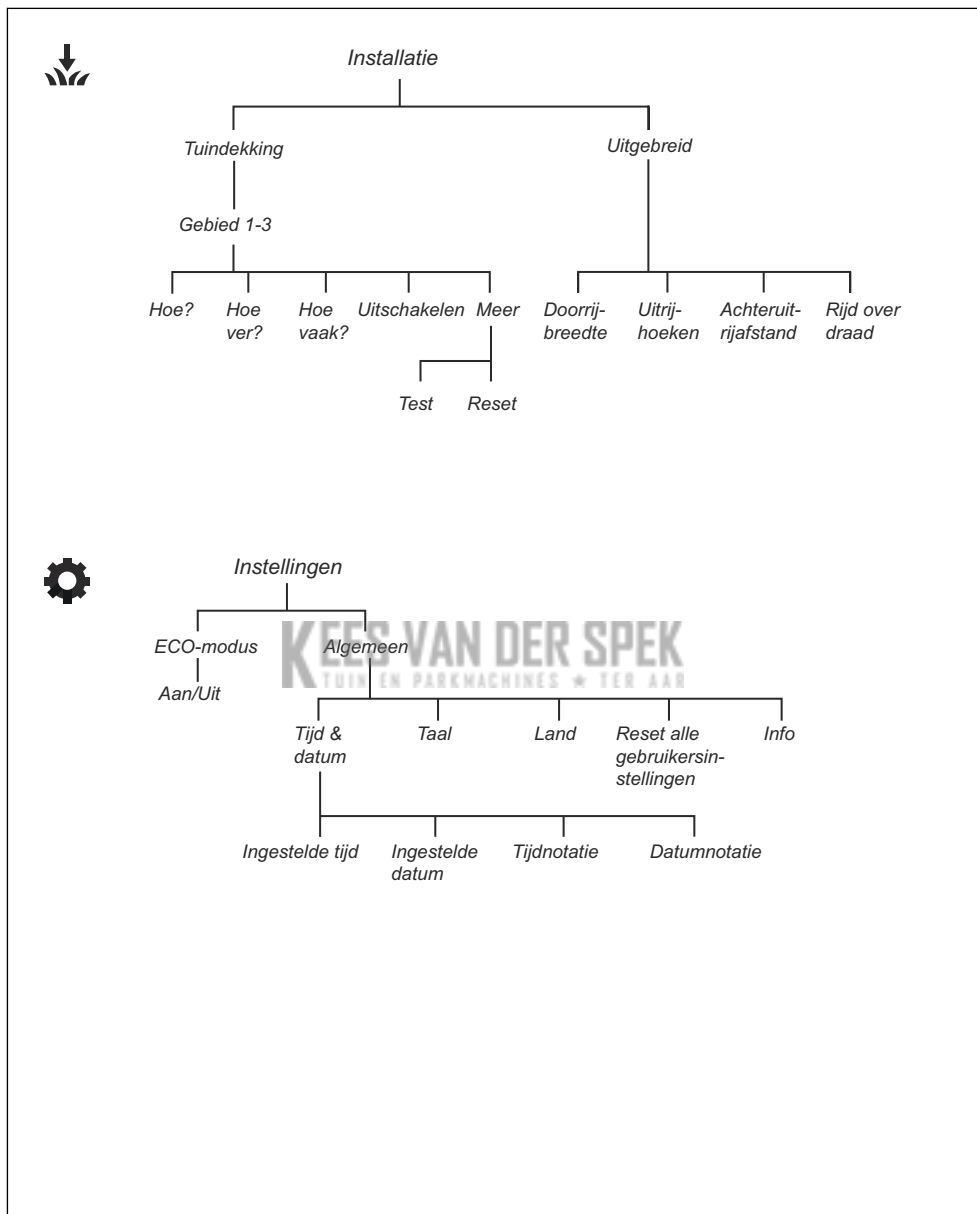 Installatie
Tuindekking
Uitgebreid
Gebied 1-3
Hoe?
Hoe
ver?
Hoe
vaak?
Uitschakelen
Meer
Doorrij-
breedte
Uitrij-
hoeken
Achteruit-
rijafstand
Rijd over
draad
Test
Reset
Instellingen
ECO-modus
Algemeen
KEES VAN DER SPEK
TUIN EN PARKMACHINES ★ TER AAR
Aan/Uit
Tijd &
datum
Taal
Land
Reset alle
gebruikersin-
stellingen
Info
Ingestelde tijd
Ingestelde
datum
Tijdnotatie
Datumnotatie